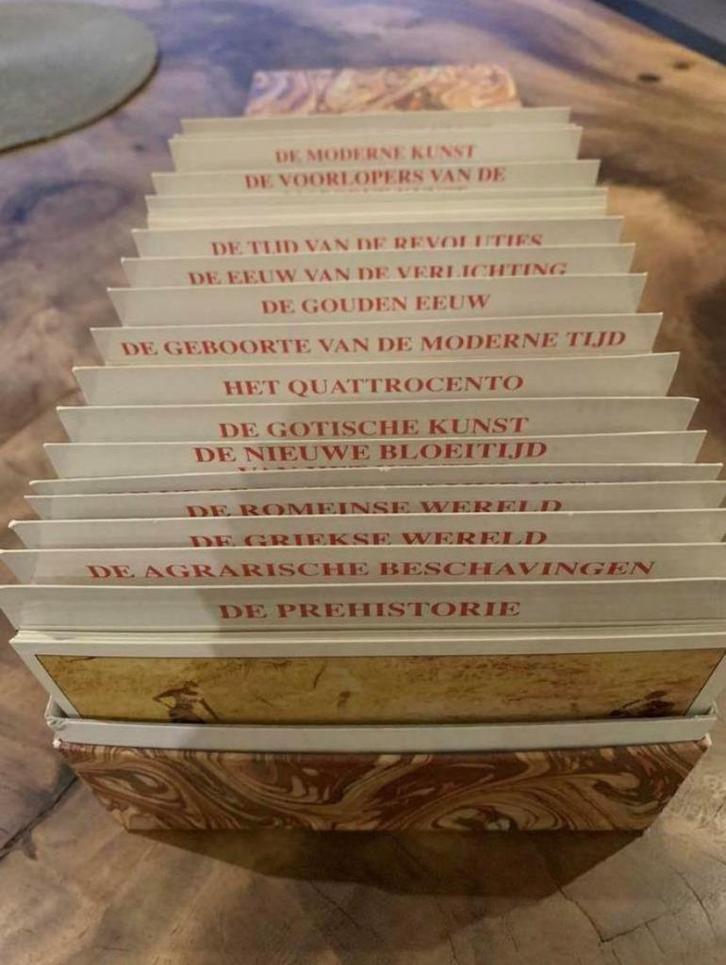 DE MODERNE KUNST
DE VOORLOPERS VAN DE
DE TIJD VAN DE REVOLUTIES
DE EEUW VAN DE VERLICHTING
DE GOUDEN EEUW
DE GEBOORTE VAN DE MODERNE TIJD
HET QUATTROCENTO
DE GOTISCHE KUNST
DE NIEUWE BLOEITIJD
DE ROMEINSE WERELD
DE GRIEKSE WERELD
DE AGRARISCHE BESCHAVINGEN
DE PREHISTORIE